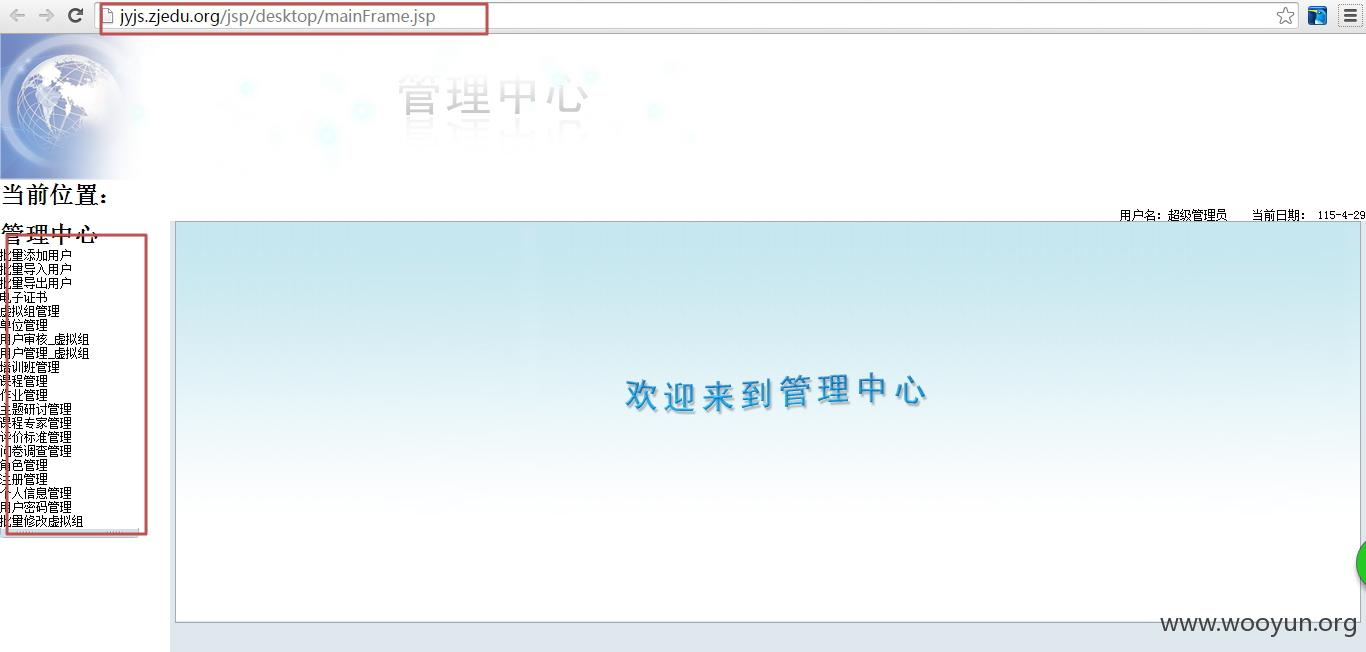 jyjs.zjedu.org/jsp/desktop/mainFrame.jsp
管理中心
当前位置：
用户名：超级管理员 当前日期： 115-4-29
管理中心
批量添加用户
批量导入用户
批量导出用户
电子证书
虚拟组管理
单位管理
用户审核_虚拟组
用户管理_虚拟组
培训班管理
课程管理
作业管理
主题研讨管理
课程专家管理
评价标准管理
问卷调查管理
角色管理
注册管理
个人信息管理
用户密码管理
批量修改虚拟组
欢迎来到管理中心
www.wooyun.org